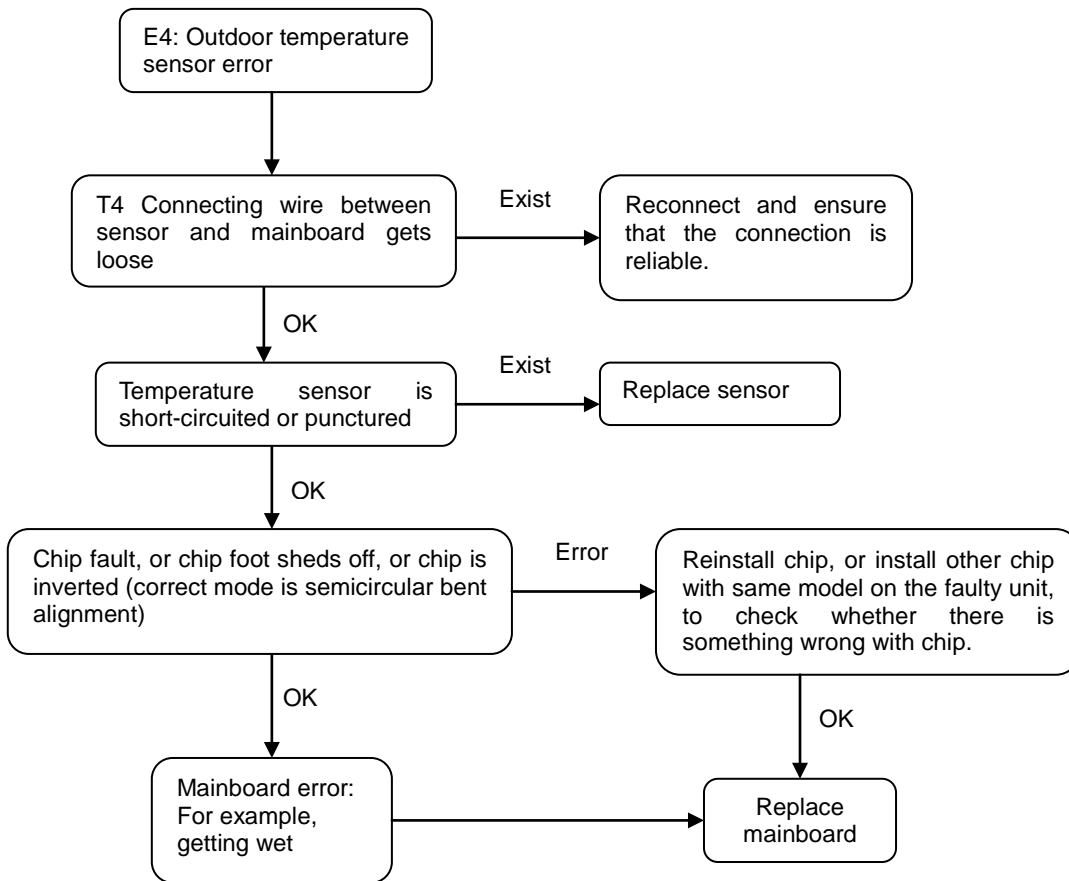 E4: Outdoor temperature
sensor error
T4 Connecting wire between
sensor and mainboard gets
loose
Exist
Reconnect and ensure
that the connection is
reliable.
OK
Temperature sensor is
short-circuited or punctured
Exist
Replace sensor
OK
Chip fault, or chip foot sheds off, or chip is
inverted (correct mode is semicircular bent
alignment)
Error
Reinstall chip, or install other chip
with same model on the faulty unit,
to check whether there is
something wrong with chip.
OK
OK
Mainboard error:
For example,
getting wet
Replace
mainboard